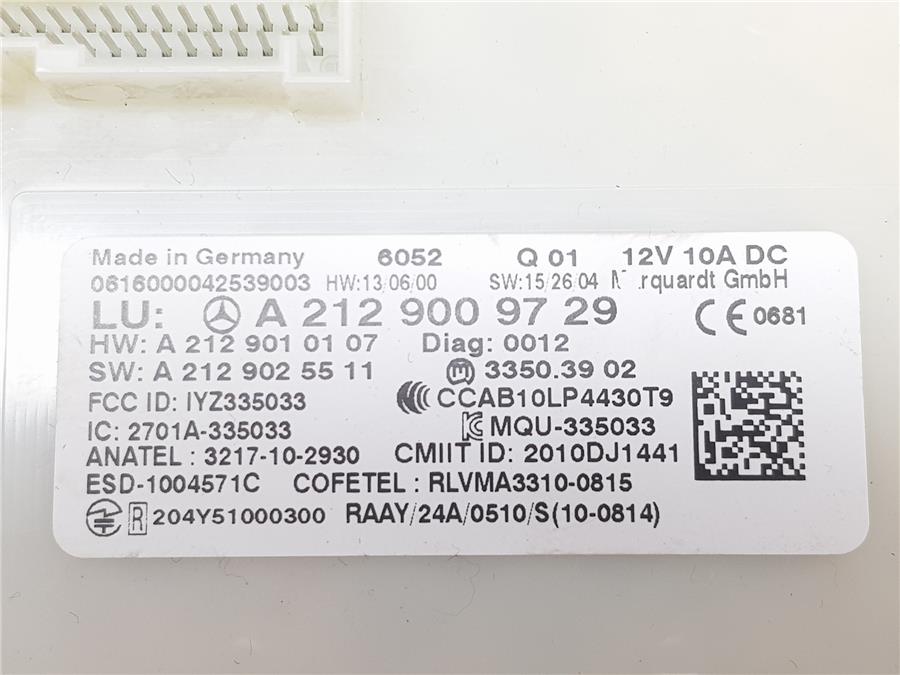 Made in Germany 6052 Q 01 12V 10A DC
0616000042539003 HW:13/06/00 SW:15/26/04 GmbH
LU: A 212 900 97 29 CE 0681
HW: A 212 901 01 07 Diag: 0012
SW: A 212 902 55 11 3350.39 02
FCC ID: IYZ335033 CCAB10LP4430T9
IC: 2701A-335033 MQU-335033
ANATEL : 3217-10-2930 CMIIT ID: 2010DJ1441
ESD-1004571C COFETEL : RLVMA3310-0815
R 204Y51000300 RAAY/24A/0510/S(10-0814)